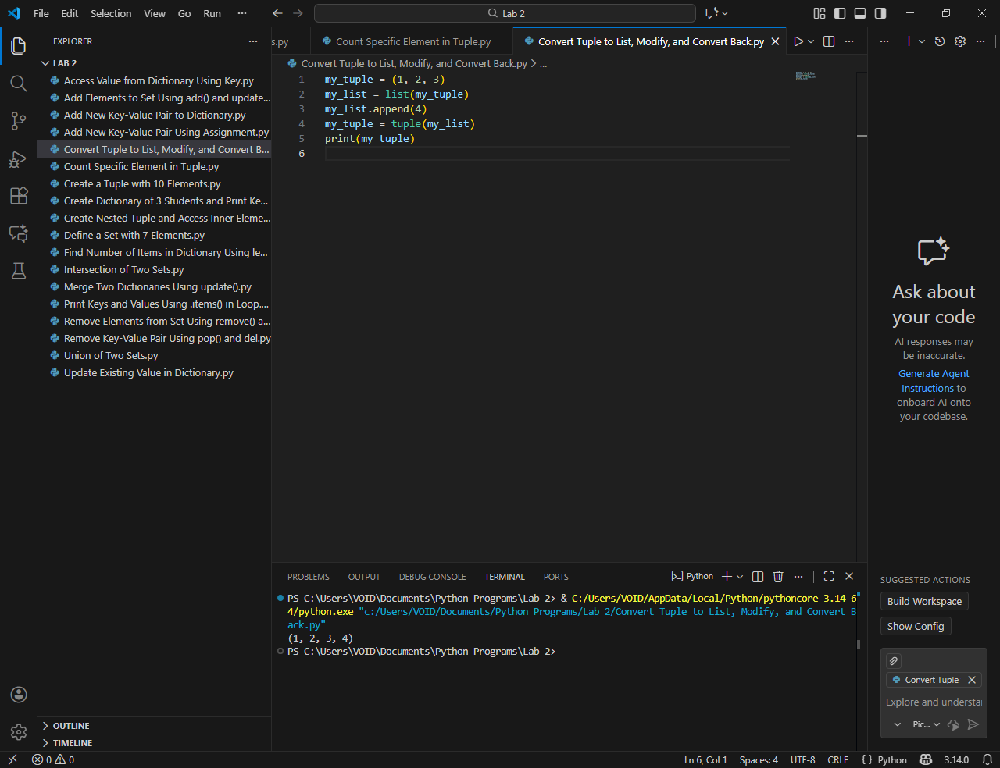 File Edit Selection View Go Run ··· Lab 2
EXPLORER ···
LAB 2
Access Value from Dictionary Using Key.py
Add Elements to Set Using add() and update...
Add New Key-Value Pair to Dictionary.py
Add New Key-Value Pair Using Assignment.py
Convert Tuple to List, Modify, and Convert B...
Count Specific Element in Tuple.py
Create a Tuple with 10 Elements.py
Create Dictionary of 3 Students and Print Ke...
Create Nested Tuple and Access Inner Eleme...
Define a Set with 7 Elements.py
Find Number of Items in Dictionary Using le...
Intersection of Two Sets.py
Merge Two Dictionaries Using update().py
Print Keys and Values Using .items() in Loop....
Remove Elements from Set Using remove() a...
Remove Key-Value Pair Using pop() and del.py
Union of Two Sets.py
Update Existing Value in Dictionary.py
OUTLINE
TIMELINE
s.py Count Specific Element in Tuple.py Convert Tuple to List, Modify, and Convert Back.py
Convert Tuple to List, Modify, and Convert Back.py > ...
1 my_tuple = (1, 2, 3)
2 my_list = list(my_tuple)
3 my_list.append(4)
4 my_tuple = tuple(my_list)
5 print(my_tuple)
6
PROBLEMS OUTPUT DEBUG CONSOLE TERMINAL PORTS Python
PS C:\Users\VOID\Documents\Python Programs\Lab 2> & C:/Users/VOID/AppData/Local/Python/pythoncore-3.14-6
4/python.exe "c:/Users/VOID/Documents/Python Programs/Lab 2/Convert Tuple to List, Modify, and Convert B
ack.py"
(1, 2, 3, 4)
PS C:\Users\VOID\Documents\Python Programs\Lab 2>
Ask about
your code
AI responses may
be inaccurate.
Generate Agent
Instructions to
onboard AI onto
your codebase.
SUGGESTED ACTIONS
Build Workspace
Show Config
Convert Tuple
Explore and understa
. Pic...
0 0 Ln 6, Col 1 Spaces: 4 UTF-8 CRLF { } Python 3.14.0